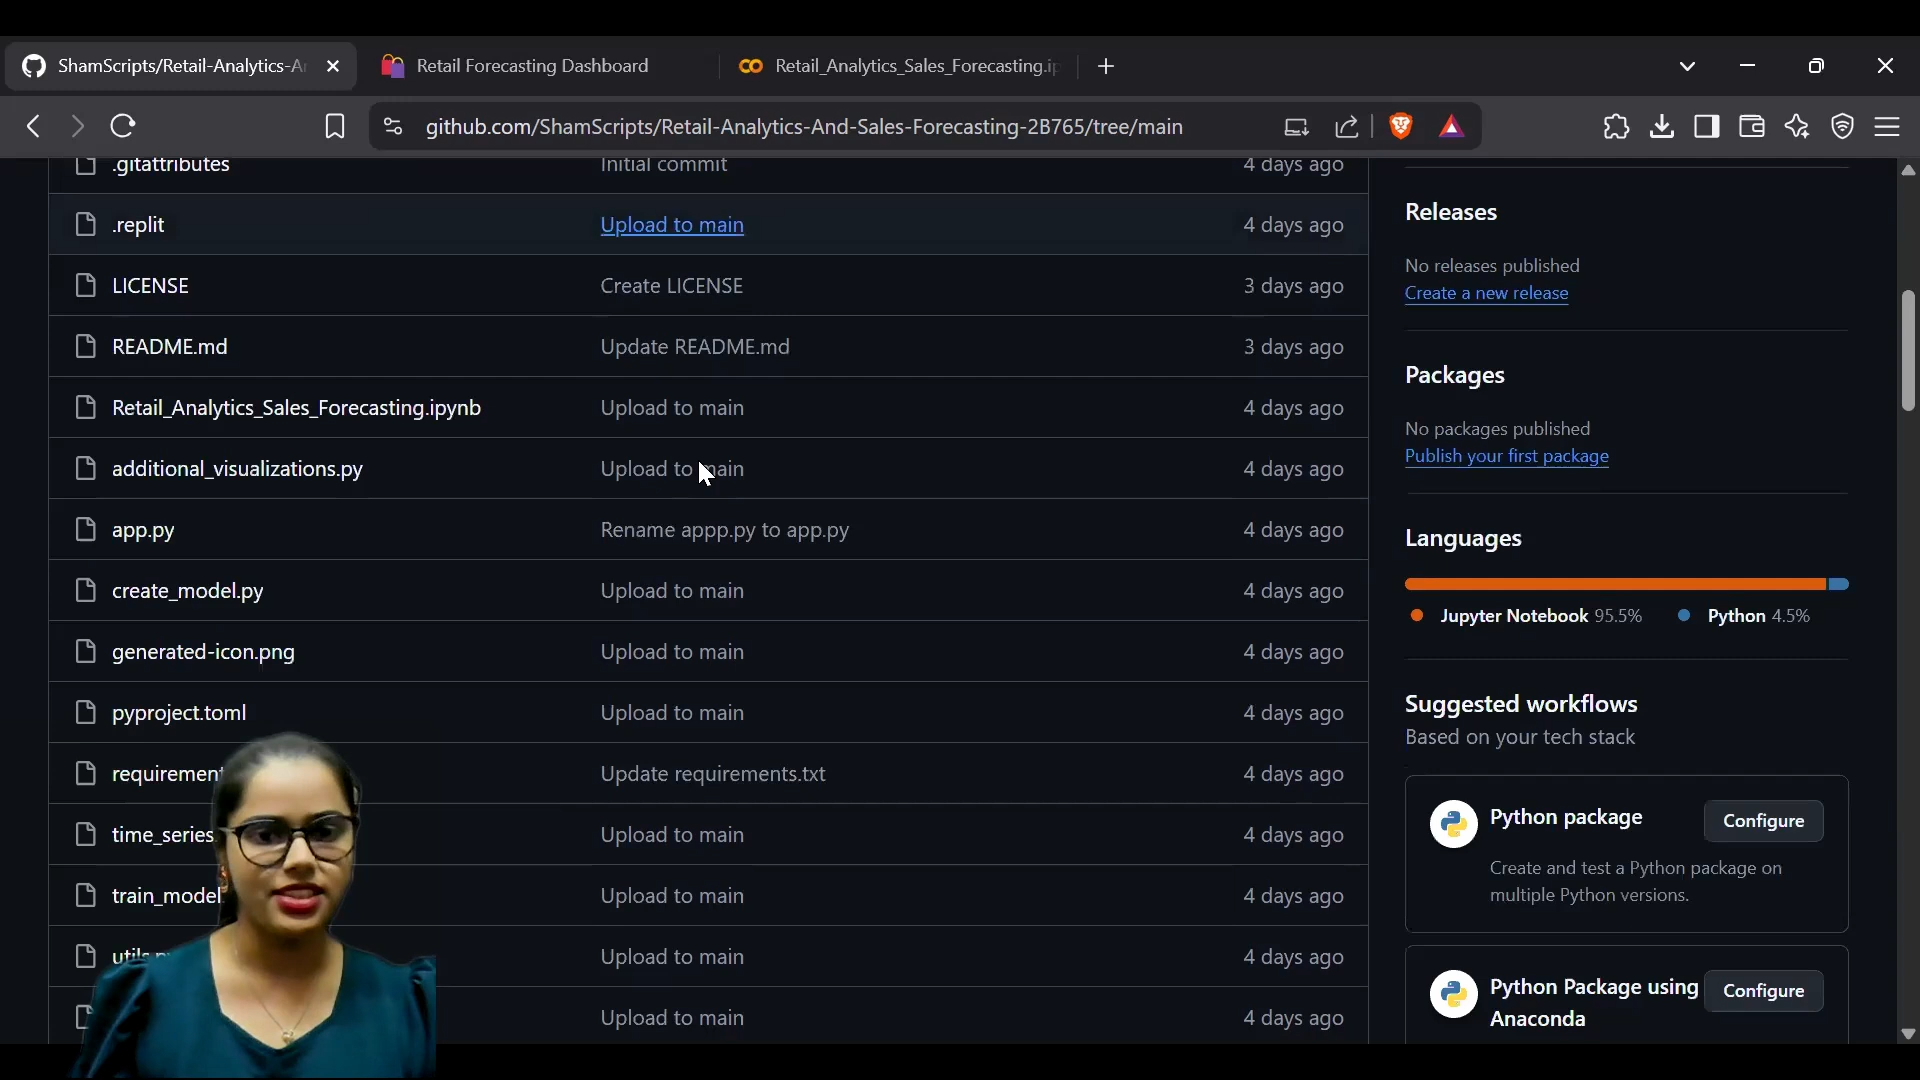 ShamScripts/Retail-Analytics-A
Retail Forecasting Dashboard
Retail_Analytics_Sales_Forecasting.ip
github.com/ShamScripts/Retail-Analytics-And-Sales-Forecasting-2B765/tree/main
.gitattributes Initial commit 4 days ago
.replit Upload to main 4 days ago
LICENSE Create LICENSE 3 days ago
README.md Update README.md 3 days ago
Retail_Analytics_Sales_Forecasting.ipynb Upload to main 4 days ago
additional_visualizations.py Upload to main 4 days ago
app.py Rename appp.py to app.py 4 days ago
create_model.py Upload to main 4 days ago
generated-icon.png Upload to main 4 days ago
pyproject.toml Upload to main 4 days ago
requirement Update requirements.txt 4 days ago
time_series Upload to main 4 days ago
train_model Upload to main 4 days ago
Upload to main 4 days ago
Upload to main 4 days ago
Releases
No releases published
Create a new release
Packages
No packages published
Publish your first package
Languages
Jupyter Notebook 95.5% Python 4.5%
Suggested workflows
Based on your tech stack
Python package
Configure
Create and test a Python package on
multiple Python versions.
Python Package using
Anaconda
Configure